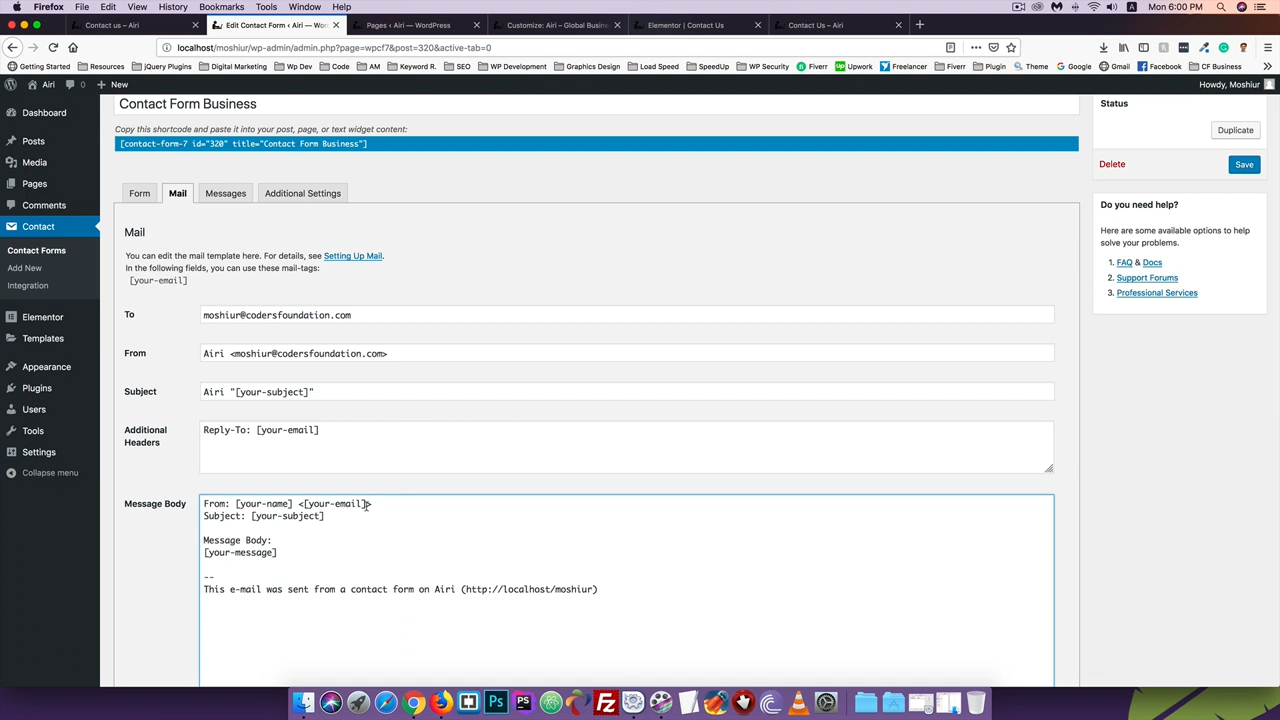 Firefox File Edit View History Bookmarks Tools Window Help Mon 6:00 PM
Contact us – Airi
Edit Contact Form ‹ Airi — Wor
Pages ‹ Airi — WordPress
Customize: Airi – Global Busine
Elementor | Contact Us
Contact Us – Airi
localhost/moshiur/wp-admin/admin.php?page=wpcf7&post=320&active-tab=0
Getting Started Resources jQuery Plugins Digital Marketing Wp Dev Code AM Keyword R. SEO WP Development Graphics Design Load Speed SpeedUp WP Security Fiverr Upwork Freelancer Fiverr Plugin Theme Google Gmail Facebook CF Business
Airi 0 New Howdy, Moshiur
Dashboard
Posts
Media
Pages
Comments
Contact
Contact Forms
Add New
Integration
Elementor
Templates
Appearance
Plugins
Users
Tools
Settings
Collapse menu
Contact Form Business
Copy this shortcode and paste it into your post, page, or text widget content:
[contact-form-7 id="320" title="Contact Form Business"]
Form Mail Messages Additional Settings
Mail
You can edit the mail template here. For details, see Setting Up Mail.
In the following fields, you can use these mail-tags:
[your-email]
To moshiur@codersfoundation.com
From Airi <moshiur@codersfoundation.com>
Subject Airi "[your-subject]"
Additional Headers Reply-To: [your-email]
Message Body From: [your-name] <[your-email]>
Subject: [your-subject]
Message Body:
[your-message]
--
This e-mail was sent from a contact form on Airi (http://localhost/moshiur)
Status
Duplicate
Delete Save
Do you need help?
Here are some available options to help
solve your problems.
1. FAQ & Docs
2. Support Forums
3. Professional Services